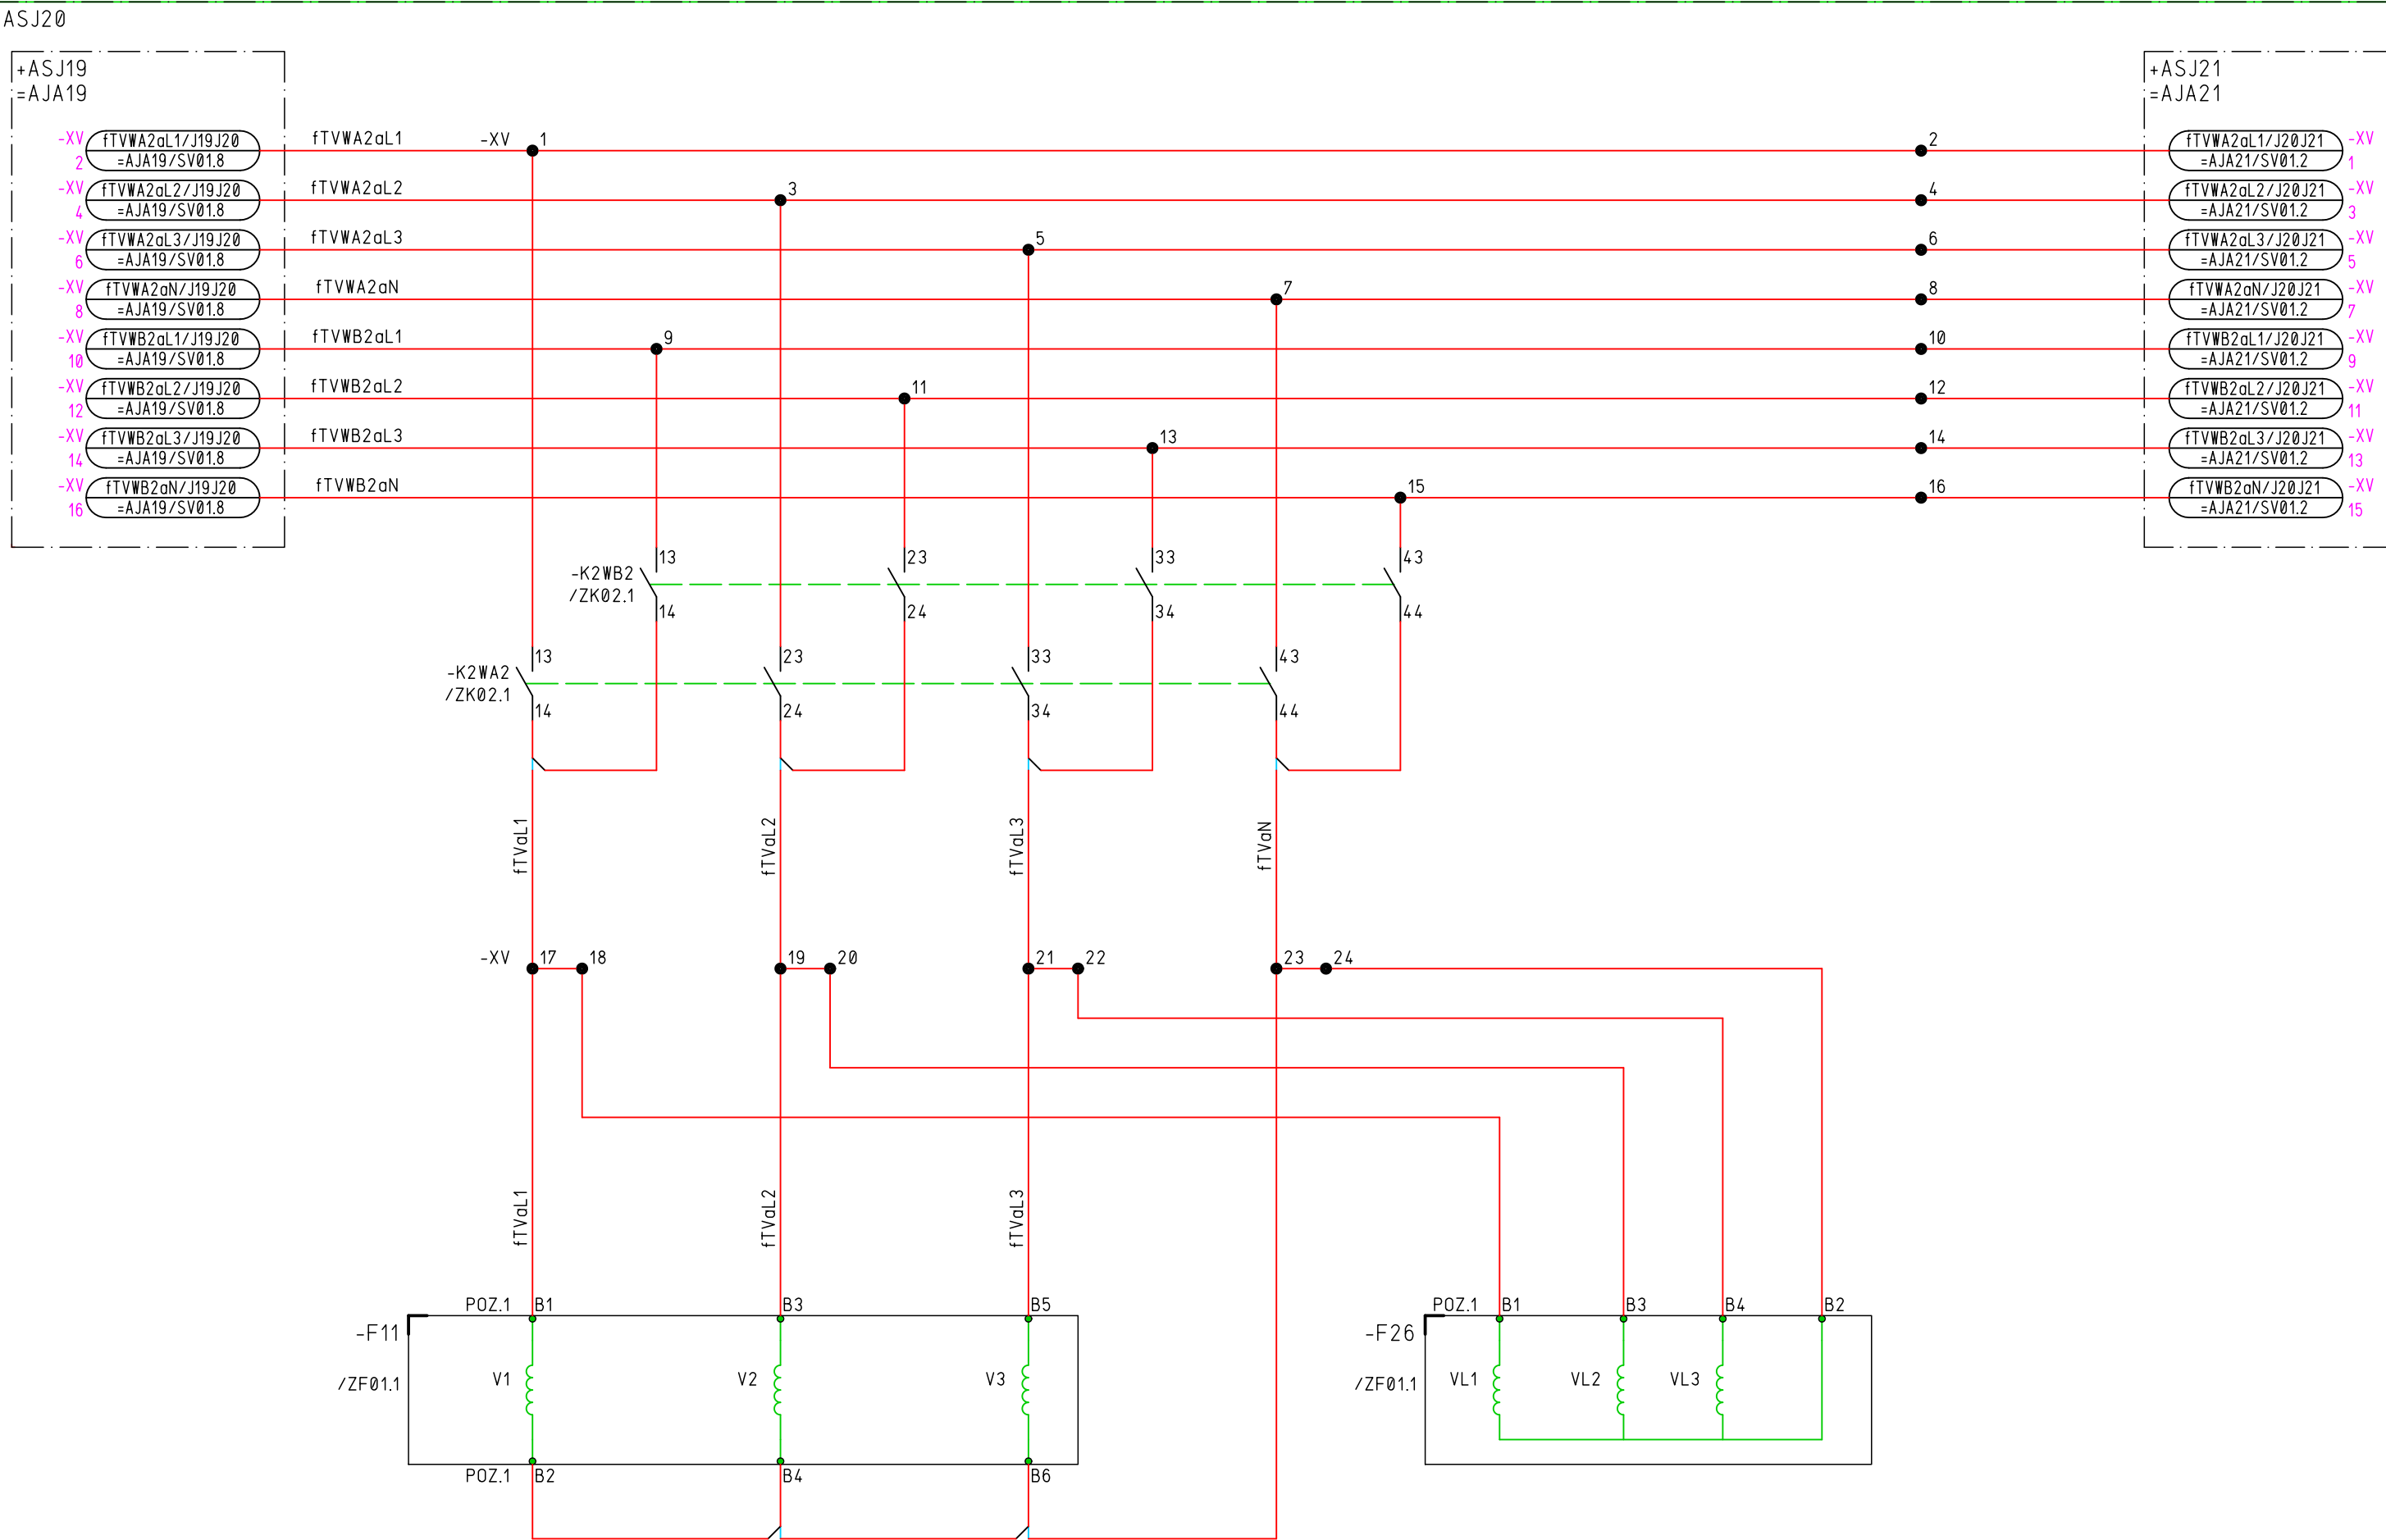 ASJ20
+ASJ19
=AJA19
+ASJ21
=AJA21
-XV
2
fTVWA2aL1/J19J20
=AJA19/SV01.8
fTVWA2aL1
-XV
1
2
fTVWA2aL1/J20J21
=AJA21/SV01.2
-XV
1
-XV
4
fTVWA2aL2/J19J20
=AJA19/SV01.8
fTVWA2aL2
3
4
fTVWA2aL2/J20J21
=AJA21/SV01.2
-XV
3
-XV
6
fTVWA2aL3/J19J20
=AJA19/SV01.8
fTVWA2aL3
5
6
fTVWA2aL3/J20J21
=AJA21/SV01.2
-XV
5
-XV
8
fTVWA2aN/J19J20
=AJA19/SV01.8
fTVWA2aN
7
8
fTVWA2aN/J20J21
=AJA21/SV01.2
-XV
7
-XV
10
fTVWB2aL1/J19J20
=AJA19/SV01.8
fTVWB2aL1
9
10
fTVWB2aL1/J20J21
=AJA21/SV01.2
-XV
9
-XV
12
fTVWB2aL2/J19J20
=AJA19/SV01.8
fTVWB2aL2
11
12
fTVWB2aL2/J20J21
=AJA21/SV01.2
-XV
11
-XV
14
fTVWB2aL3/J19J20
=AJA19/SV01.8
fTVWB2aL3
13
14
fTVWB2aL3/J20J21
=AJA21/SV01.2
-XV
13
-XV
16
fTVWB2aN/J19J20
=AJA19/SV01.8
fTVWB2aN
15
16
fTVWB2aN/J20J21
=AJA21/SV01.2
-XV
15
-K2WB2
/ZK02.1
13
14
23
24
33
34
43
44
-K2WA2
/ZK02.1
13
14
23
24
33
34
43
44
fTVaL1
fTVaL2
fTVaL3
fTVaN
-XV
17
18
19
20
21
22
23
24
fTVaL1
fTVaL2
fTVaL3
-F11
/ZF01.1
POZ.1
B1
B3
B5
V1
V2
V3
POZ.1
B2
B4
B6
-F26
/ZF01.1
POZ.1
B1
B3
B4
B2
VL1
VL2
VL3